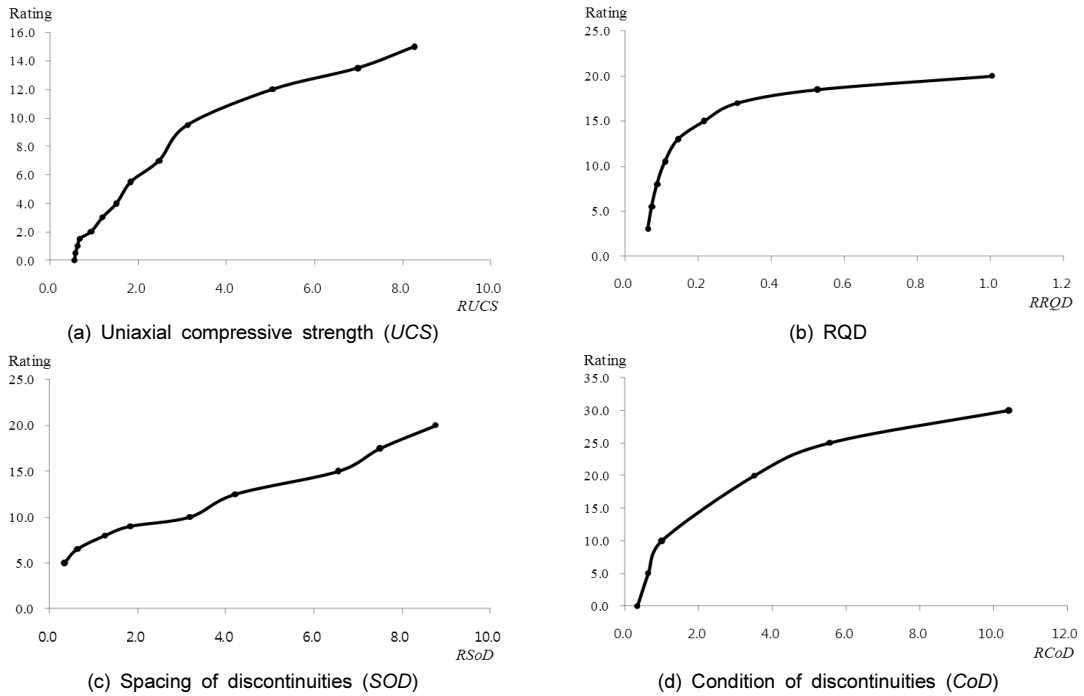 Rating
16.0
14.0
12.0
10.0
8.0
6.0
4.0
2.0
0.0
0.0 2.0 4.0 6.0 8.0 10.0
RUCS
(a) Uniaxial compressive strength (UCS)
Rating
25.0
20.0
15.0
10.0
5.0
0.0
0.0 0.2 0.4 0.6 0.8 1.0 1.2
RRQD
(b) RQD
Rating
25.0
20.0
15.0
10.0
5.0
0.0
0.0 2.0 4.0 6.0 8.0 10.0
RSoD
(c) Spacing of discontinuities (SOD)
Rating
35.0
30.0
25.0
20.0
15.0
10.0
5.0
0.0
0.0 2.0 4.0 6.0 8.0 10.0 12.0
RCoD
(d) Condition of discontinuities (CoD)